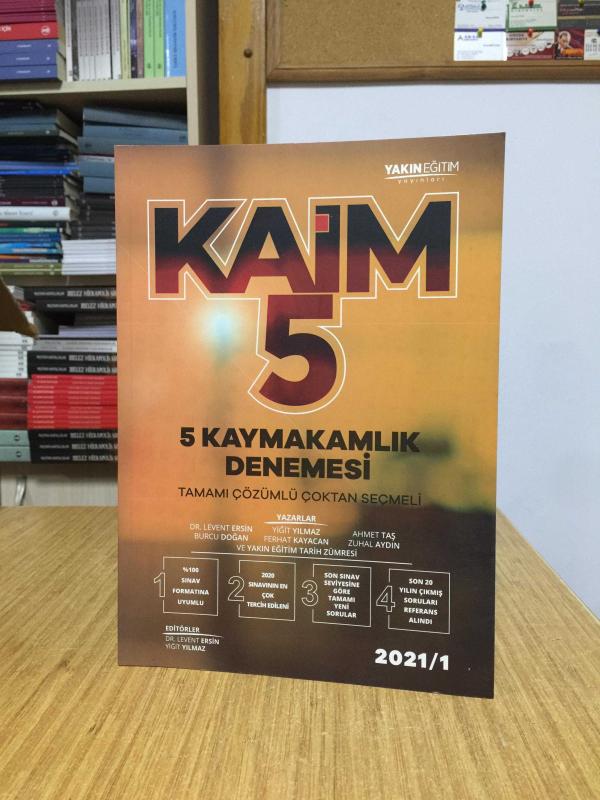 YAKIN EĞİTİM
yayınları
KAİM
5
5 KAYMAKAMLIK
DENEMESİ
TAMAMI ÇÖZÜMLÜ ÇOKTAN SEÇMELİ
YAZARLAR
DR. LEVENT ERSİN YİĞİT YILMAZ AHMET TAŞ
BURCU DOĞAN FERHAT KAYACAN ZUHAL AYDIN
VE YAKIN EĞİTİM TARİH ZÜMRESİ
1
%100
SINAV
FORMATINA
UYUMLU
2
2020
SINAVININ EN
ÇOK
TERCİH EDİLENİ
3
SON SINAV
SEVİYESİNE
GÖRE
TAMAMI
YENİ
SORULAR
4
SON 20
YILIN ÇIKMIŞ
SORULARI
REFERANS
ALINDI
EDİTÖRLER
DR. LEVENT ERSİN
YİĞİT YILMAZ
2021/1